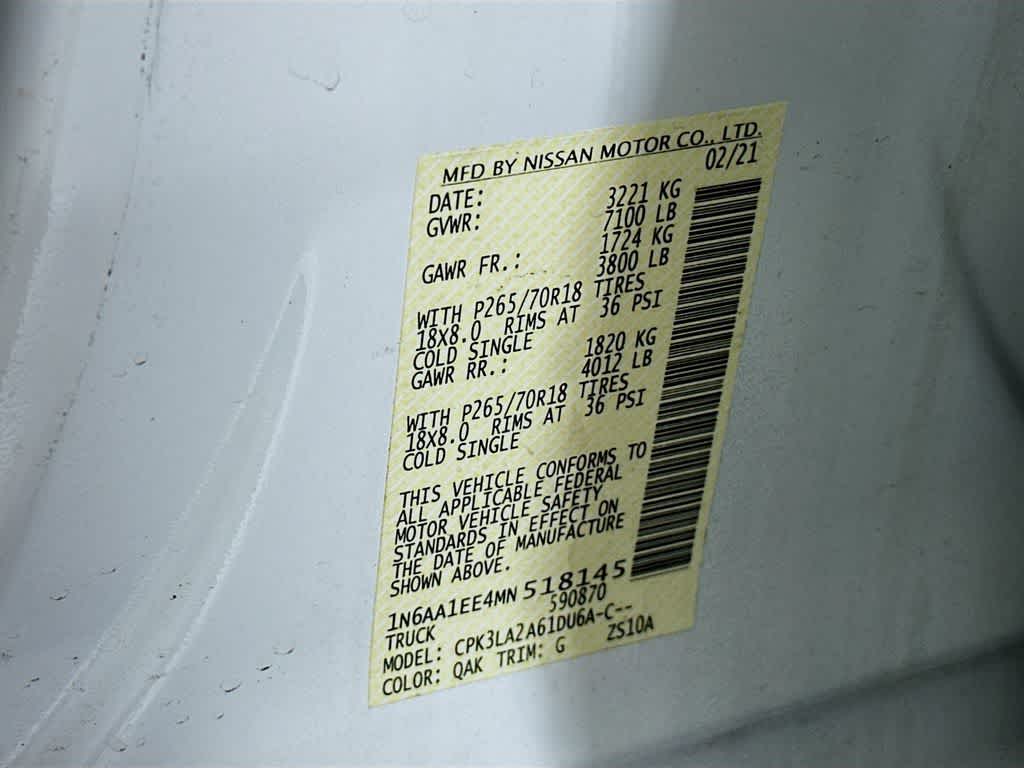 MFD BY NISSAN MOTOR CO., LTD.
DATE: 02/21
GVWR: 3221 KG
7100 LB
1724 KG
GAWR FR.: 3800 LB
WITH P265/70R18 TIRES
18X8.0 RIMS AT 36 PSI
COLD SINGLE
GAWR RR.: 1820 KG
4012 LB
WITH P265/70R18 TIRES
18X8.0 RIMS AT 36 PSI
COLD SINGLE
THIS VEHICLE CONFORMS TO
ALL APPLICABLE FEDERAL
MOTOR VEHICLE SAFETY
STANDARDS IN EFFECT ON
THE DATE OF MANUFACTURE
SHOWN ABOVE.
1N6AA1EE4MN518145
TRUCK 590870
MODEL: CPK3LA2A61DU6A-C--
COLOR: QAK TRIM: G ZS10A